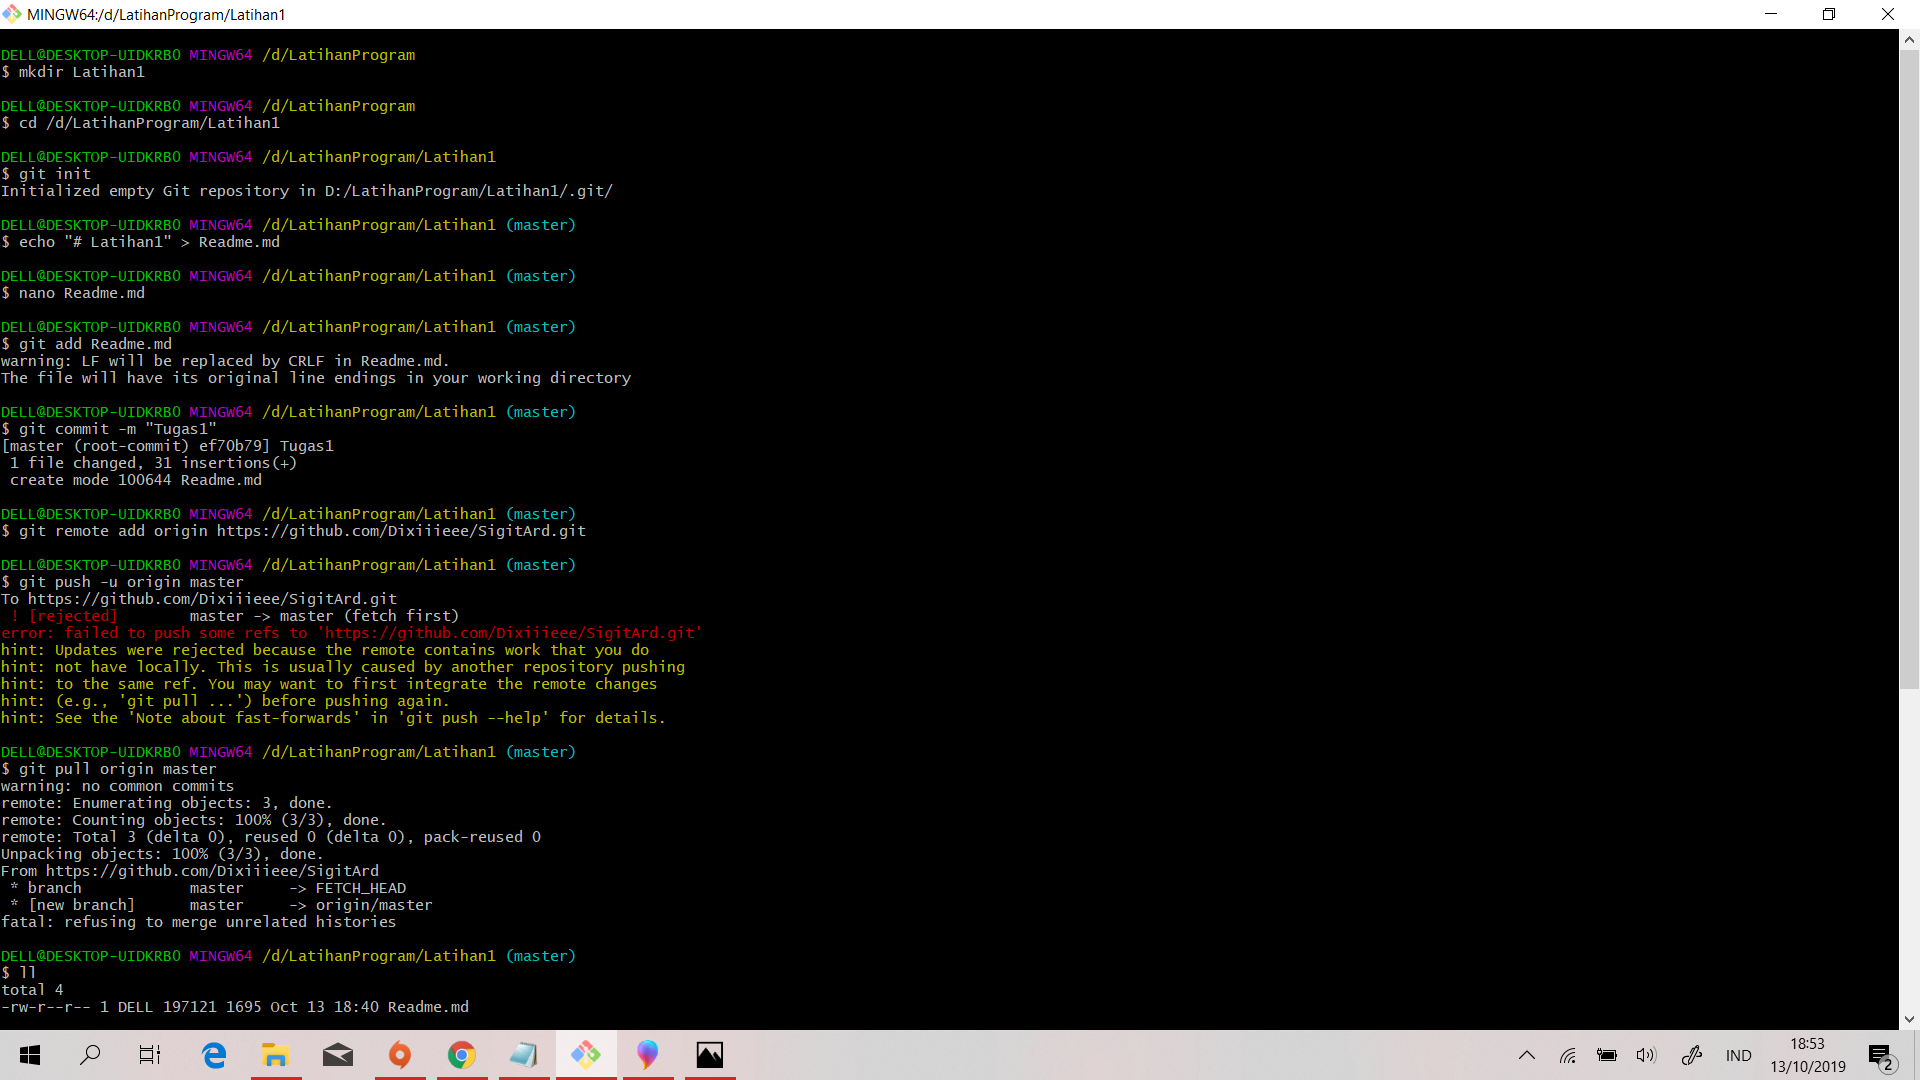 MINGW64:/d/LatihanProgram/Latihan1
DELL@DESKTOP-UIDKRBO MINGW64 /d/LatihanProgram
$ mkdir Latihan1
DELL@DESKTOP-UIDKRBO MINGW64 /d/LatihanProgram
$ cd /d/LatihanProgram/Latihan1
DELL@DESKTOP-UIDKRBO MINGW64 /d/LatihanProgram/Latihan1
$ git init
Initialized empty Git repository in D:/LatihanProgram/Latihan1/.git/
DELL@DESKTOP-UIDKRBO MINGW64 /d/LatihanProgram/Latihan1 (master)
$ echo "# Latihan1" > Readme.md
DELL@DESKTOP-UIDKRBO MINGW64 /d/LatihanProgram/Latihan1 (master)
$ nano Readme.md
DELL@DESKTOP-UIDKRBO MINGW64 /d/LatihanProgram/Latihan1 (master)
$ git add Readme.md
warning: LF will be replaced by CRLF in Readme.md.
The file will have its original line endings in your working directory
DELL@DESKTOP-UIDKRBO MINGW64 /d/LatihanProgram/Latihan1 (master)
$ git commit -m "Tugas1"
[master (root-commit) ef70b79] Tugas1
 1 file changed, 31 insertions(+)
 create mode 100644 Readme.md
DELL@DESKTOP-UIDKRBO MINGW64 /d/LatihanProgram/Latihan1 (master)
$ git remote add origin https://github.com/Dixiiieee/SigitArd.git
DELL@DESKTOP-UIDKRBO MINGW64 /d/LatihanProgram/Latihan1 (master)
$ git push -u origin master
To https://github.com/Dixiiieee/SigitArd.git
 ! [rejected]        master -> master (fetch first)
error: failed to push some refs to 'https://github.com/Dixiiieee/SigitArd.git'
hint: Updates were rejected because the remote contains work that you do
hint: not have locally. This is usually caused by another repository pushing
hint: to the same ref. You may want to first integrate the remote changes
hint: (e.g., 'git pull ...') before pushing again.
hint: See the 'Note about fast-forwards' in 'git push --help' for details.
DELL@DESKTOP-UIDKRBO MINGW64 /d/LatihanProgram/Latihan1 (master)
$ git pull origin master
warning: no common commits
remote: Enumerating objects: 3, done.
remote: Counting objects: 100% (3/3), done.
remote: Total 3 (delta 0), reused 0 (delta 0), pack-reused 0
Unpacking objects: 100% (3/3), done.
From https://github.com/Dixiiieee/SigitArd
 * branch            master     -> FETCH_HEAD
 * [new branch]      master     -> origin/master
fatal: refusing to merge unrelated histories
DELL@DESKTOP-UIDKRBO MINGW64 /d/LatihanProgram/Latihan1 (master)
$ ll
total 4
-rw-r--r-- 1 DELL 197121 1695 Oct 13 18:40 Readme.md
IND
18:53
13/10/2019
2